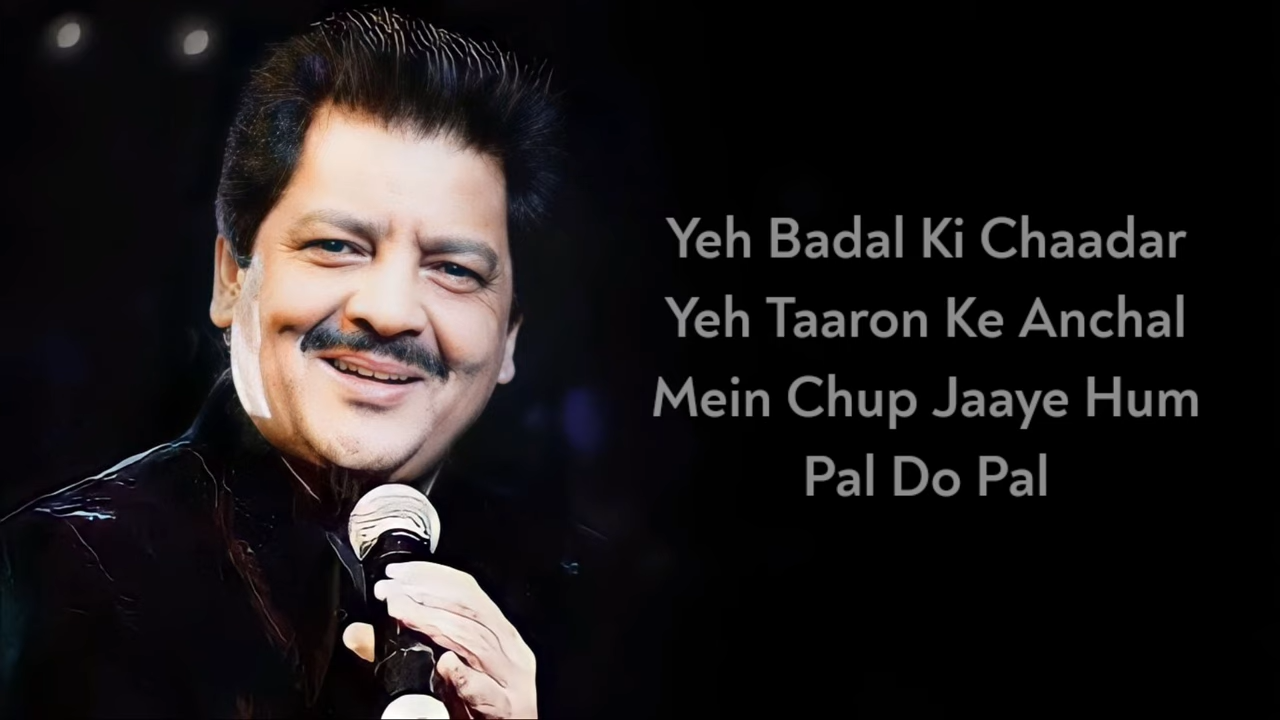 Yeh Badal Ki Chaadar
Yeh Taaron Ke Anchal
Mein Chup Jaaye Hum
Pal Do Pal